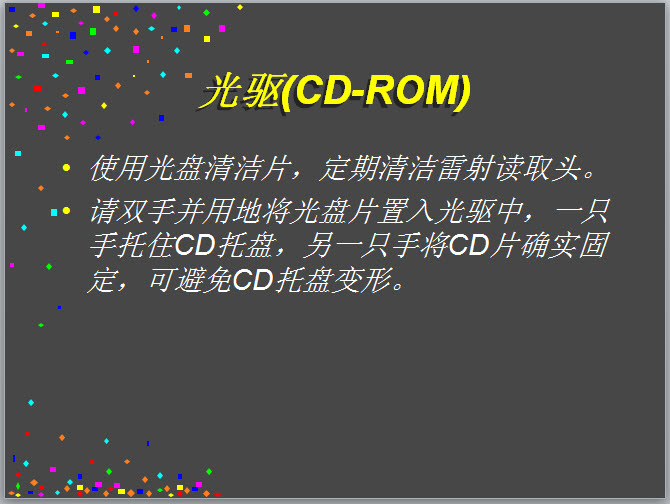 光驱(CD-ROM)
• 使用光盘清洁片，定期清洁雷射读取头。
• 请双手并用地将光盘片置入光驱中，一只
手托住CD托盘，另一只手将CD片确实固
定，可避免CD托盘变形。